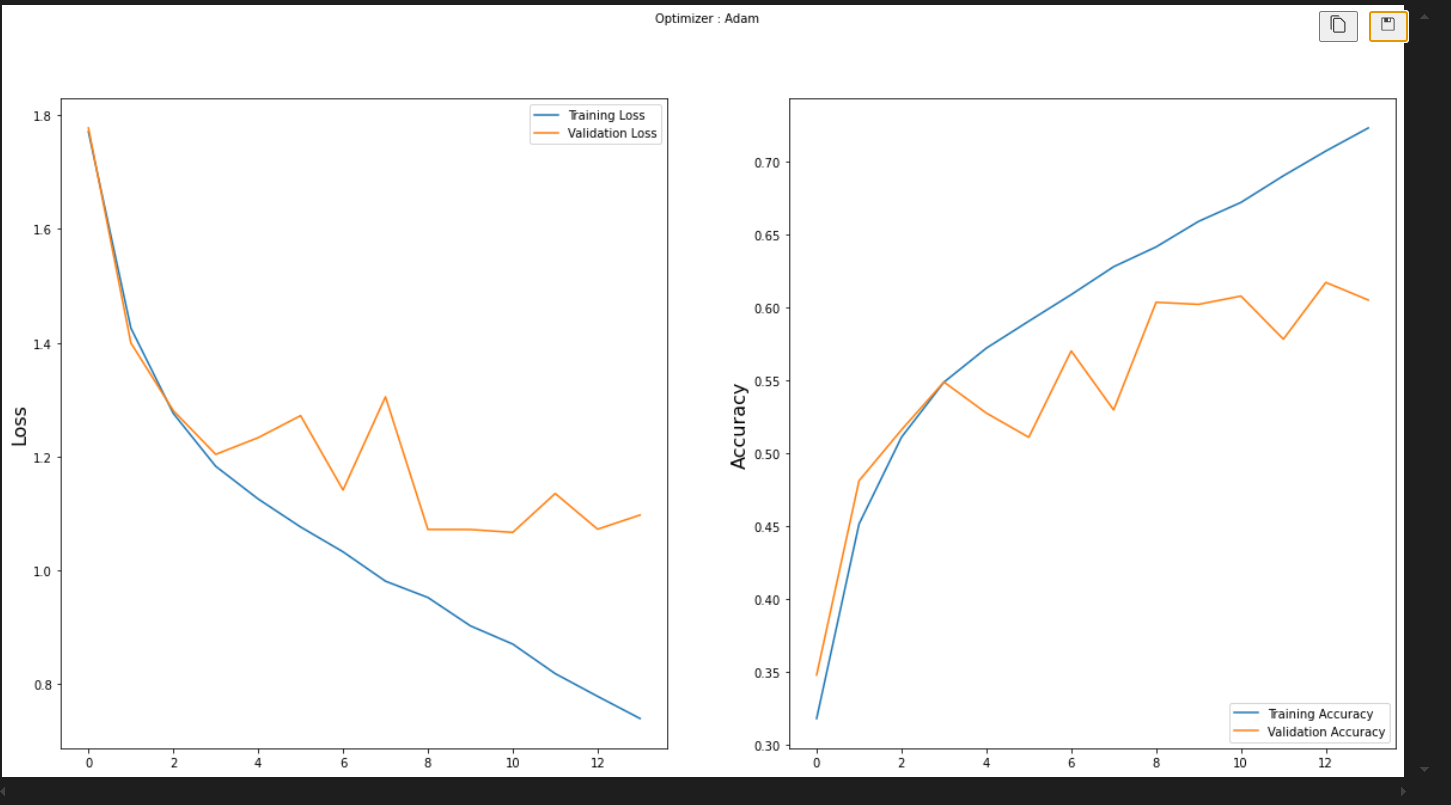 Optimizer : Adam
Training Loss
Validation Loss
1.8
1.6
1.4
1.2
1.0
0.8
Loss
0 2 4 6 8 10 12
0.70
0.65
0.60
0.55
0.50
0.45
0.40
0.35
0.30
Accuracy
Training Accuracy
Validation Accuracy
0 2 4 6 8 10 12